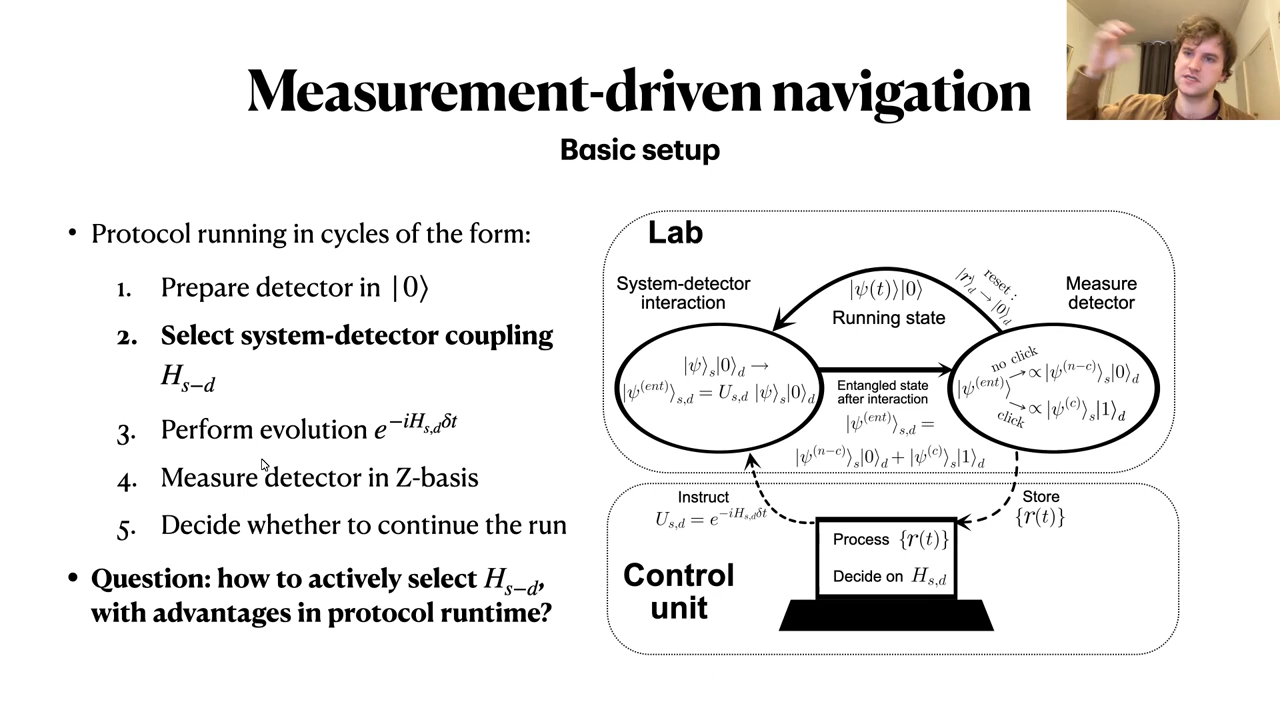 Measurement-driven navigation
Basic setup
• Protocol running in cycles of the form:
1. Prepare detector in |0⟩
2. Select system-detector coupling
H_{s−d}
3. Perform evolution e^{−iH_{s,d}δt}
4. Measure detector in Z-basis
5. Decide whether to continue the run
• Question: how to actively select H_{s−d},
with advantages in protocol runtime?
Lab
System-detector
interaction
|ψ⟩_s|0⟩_d →
|ψ^{(ent)}⟩_{s,d} = U_{s,d} |ψ⟩_s|0⟩_d
|ψ(t)⟩|0⟩
Running state
reset :
|r⟩_d → |0⟩_d
Measure
detector
no click
|ψ^{(ent)}⟩ → ∝ |ψ^{(n-c)}⟩_s|0⟩_d
→ ∝ |ψ^{(c)}⟩_s|1⟩_d
click
Entangled state
after interaction
|ψ^{(ent)}⟩_{s,d} =
|ψ^{(n-c)}⟩_s|0⟩_d + |ψ^{(c)}⟩_s|1⟩_d
Instruct
U_{s,d} = e^{−iH_{s,d}δt}
Store
{r(t)}
Process {r(t)}
Decide on H_{s,d}
Control
unit